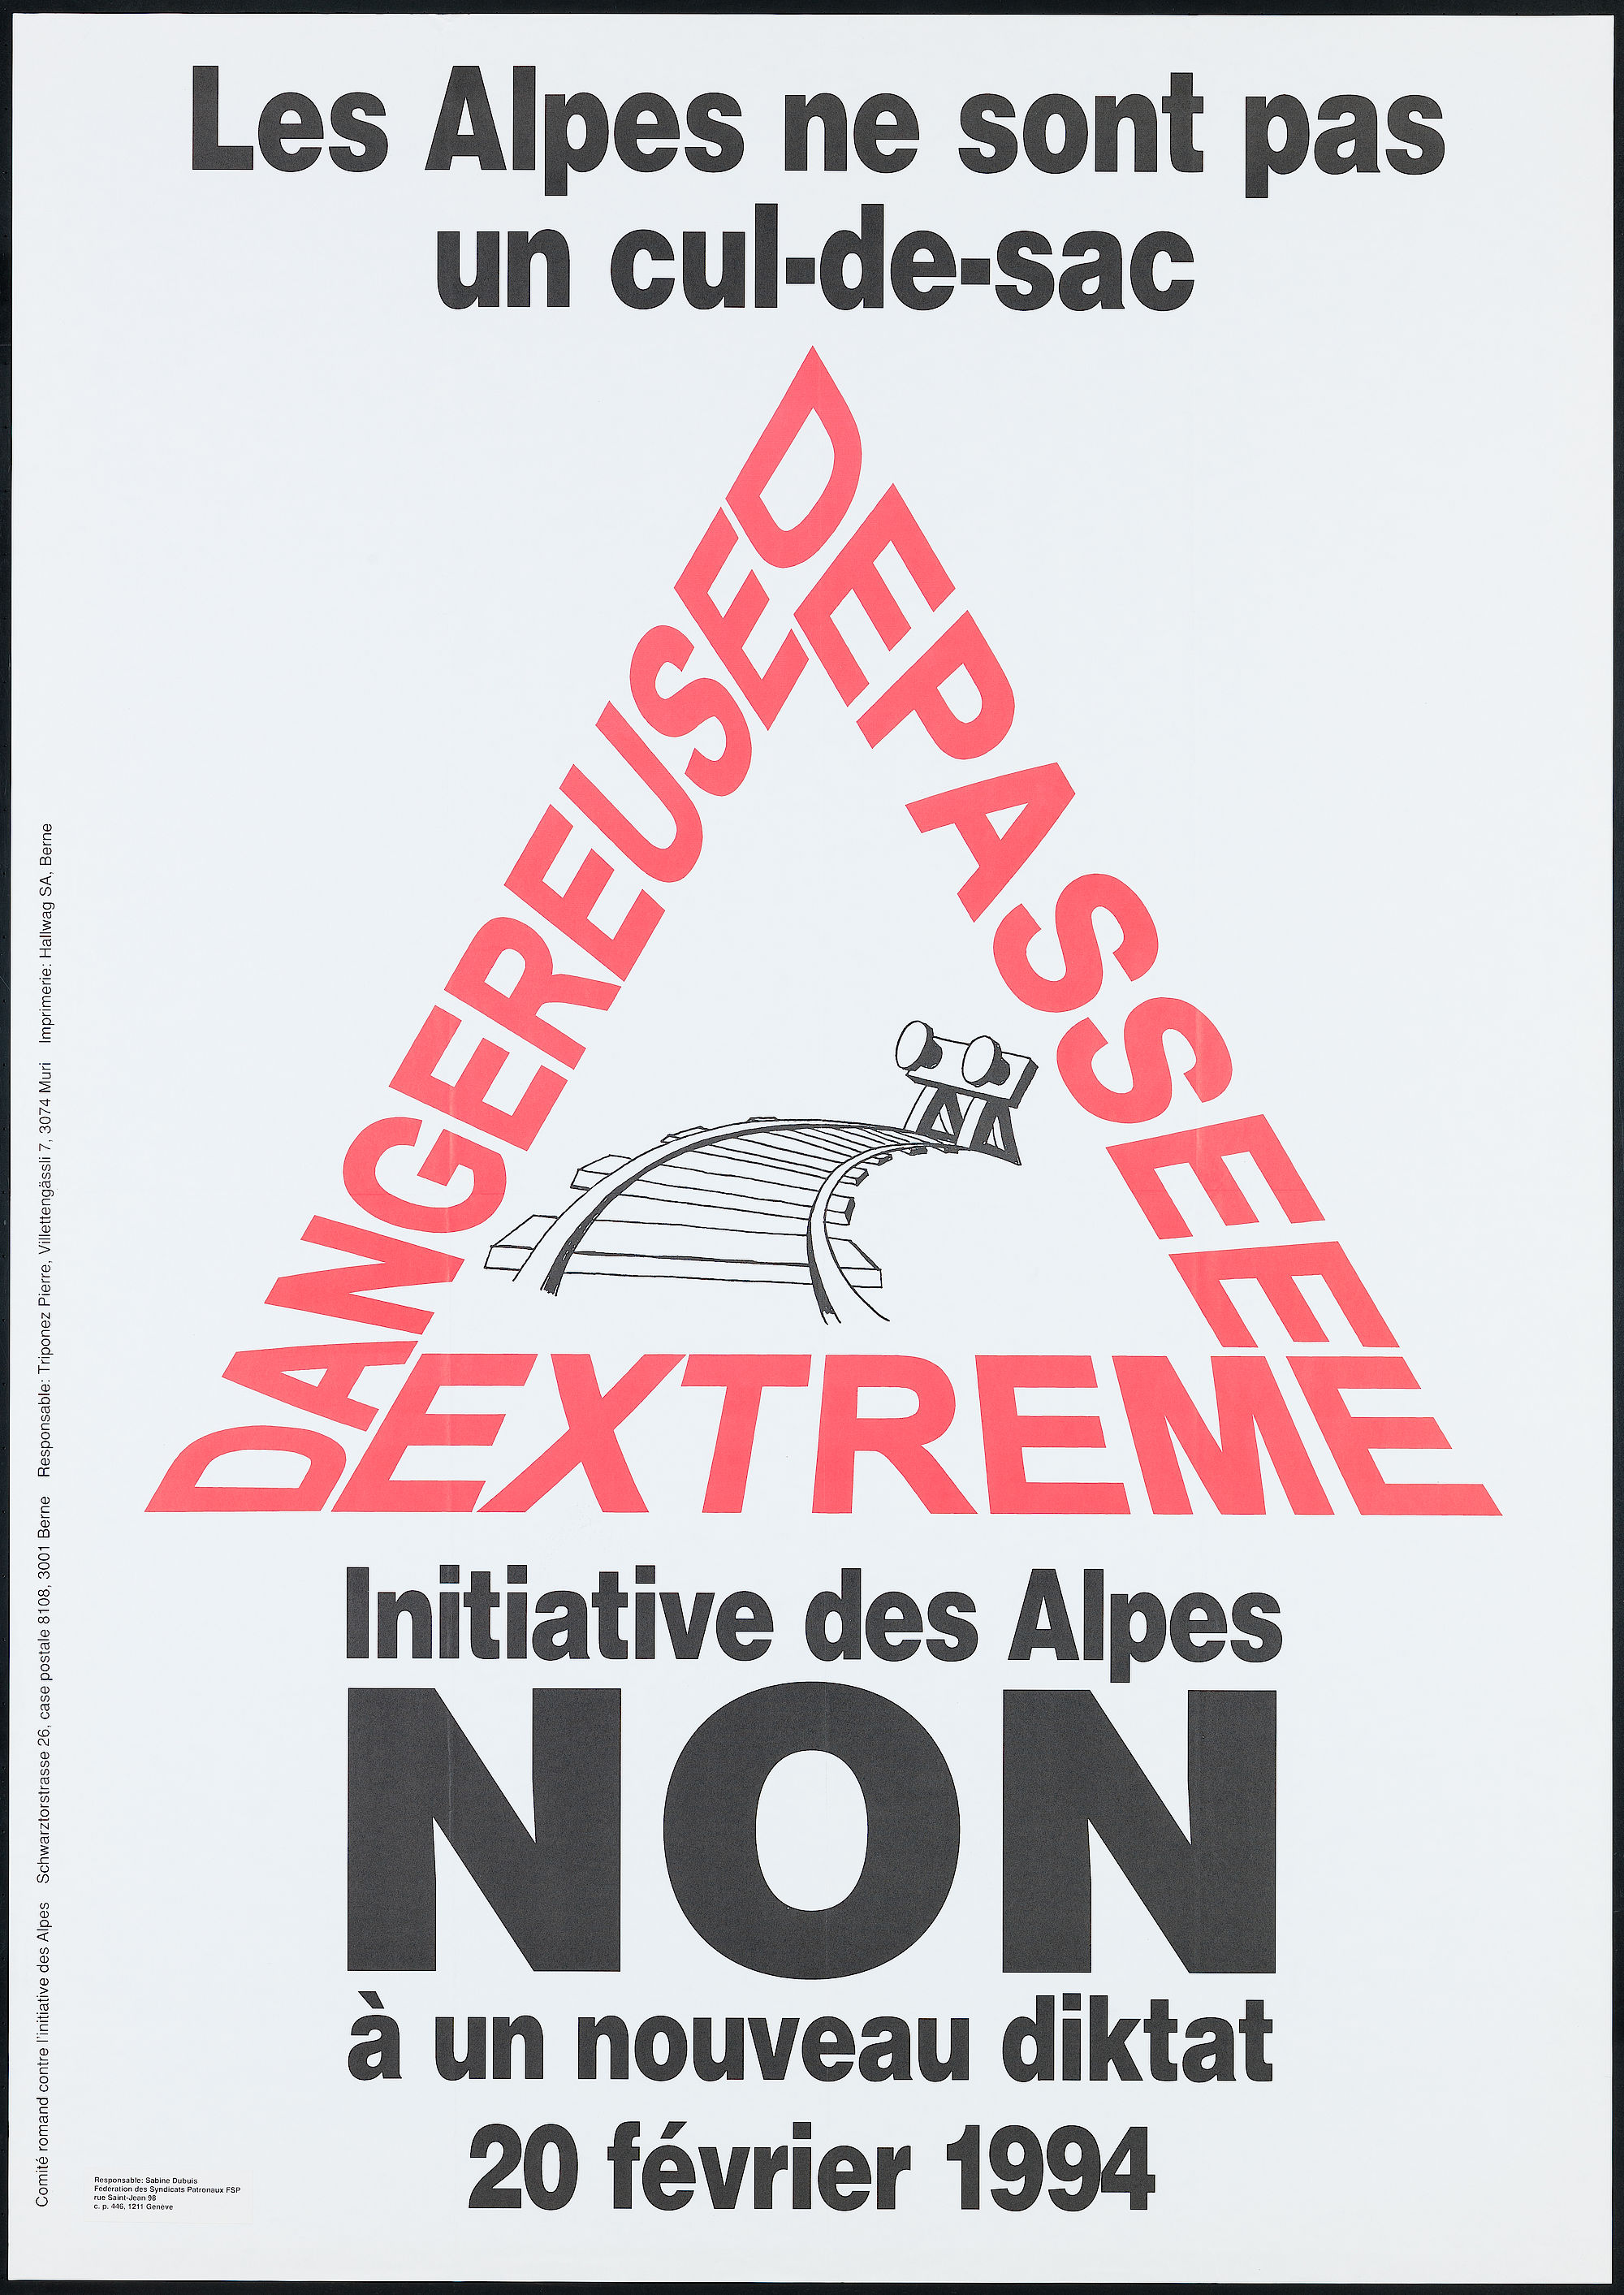 Les Alpes ne sont pas
un cul-de-sac
DANGEREUSE
DEPASSEE
EXTREME
Initiative des Alpes
NON
à un nouveau diktat
20 février 1994
Comité romand contre l'initiative des Alpes Schwarztorstrasse 26, case postale 8108, 3001 Berne Responsable: Triponez Pierre, Villettengässli 7, 3074 Muri Imprimerie: Hallwag SA, Berne
Responsable: Sabine Dubuis
Fédération des Syndicats Patronaux FSP
rue Saint-Jean 98
c. p. 446, 1211 Genève